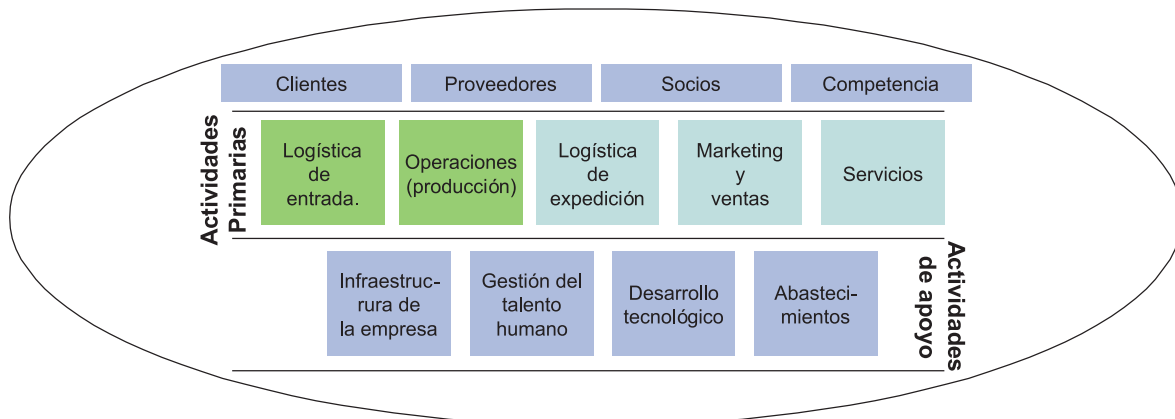 Clientes
Proveedores
Socios
Competencia
Actividades
Primarias
Logística
de
entrada.
Operaciones
(producción)
Logística
de
expedición
Marketing
y
ventas
Servicios
Infraestruc-
rura de
la empresa
Gestión del
talento
humano
Desarrollo
tecnológico
Abasteci-
mientos
Actividades
de apoyo